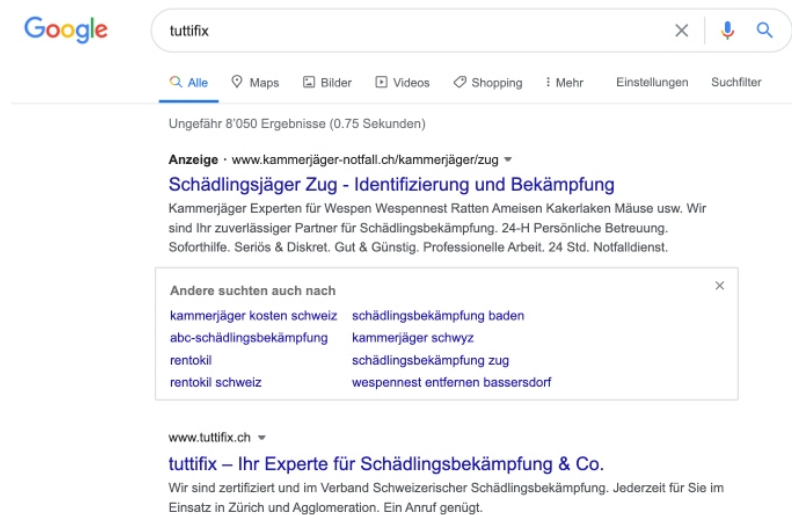 Google
tuttifix
Alle Maps Bilder Videos Shopping Mehr Einstellungen Suchfilter
Ungefähr 8'050 Ergebnisse (0.75 Sekunden)
Anzeige · www.kammerjäger-notfall.ch/kammerjäger/zug
Schädlingsjäger Zug - Identifizierung und Bekämpfung
Kammerjäger Experten für Wespen Wespennest Ratten Ameisen Kakerlaken Mäuse usw. Wir
sind Ihr zuverlässiger Partner für Schädlingsbekämpfung. 24-H Persönliche Betreuung.
Soforthilfe. Seriös & Diskret. Gut & Günstig. Professionelle Arbeit. 24 Std. Notfalldienst.
Andere suchten auch nach
kammerjäger kosten schweiz schädlingsbekämpfung baden
abc-schädlingsbekämpfung kammerjäger schwyz
rentokil schädlingsbekämpfung zug
rentokil schweiz wespennest entfernen bassersdorf
www.tuttifix.ch
tuttifix – Ihr Experte für Schädlingsbekämpfung & Co.
Wir sind zertifiziert und im Verband Schweizerischer Schädlingsbekämpfung. Jederzeit für Sie im
Einsatz in Zürich und Agglomeration. Ein Anruf genügt.